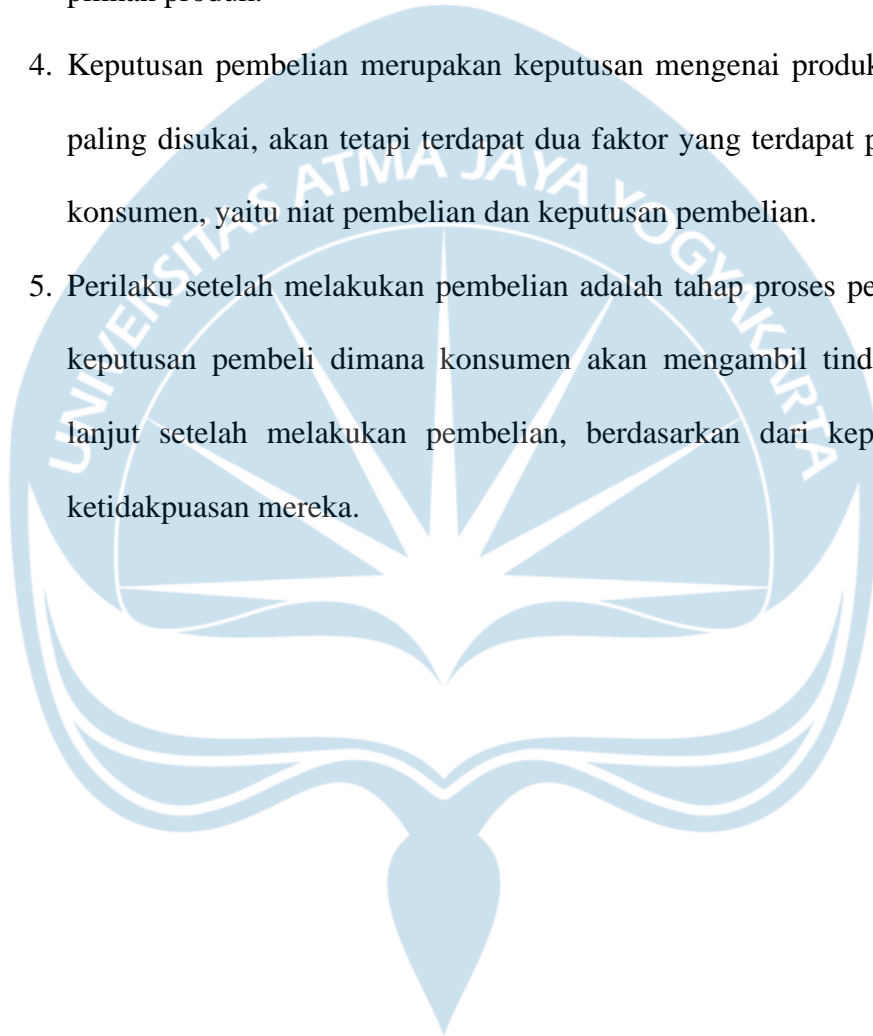 pilihan produk.
4. Keputusan pembelian merupakan keputusan mengenai produk
paling disukai, akan tetapi terdapat dua faktor yang terdapat p
konsumen, yaitu niat pembelian dan keputusan pembelian.
5. Perilaku setelah melakukan pembelian adalah tahap proses pe
keputusan pembeli dimana konsumen akan mengambil tind
lanjut setelah melakukan pembelian, berdasarkan dari kep
ketidakpuasan mereka.
UNIVERSITAS ATMA JAYA YOGYAKARTA